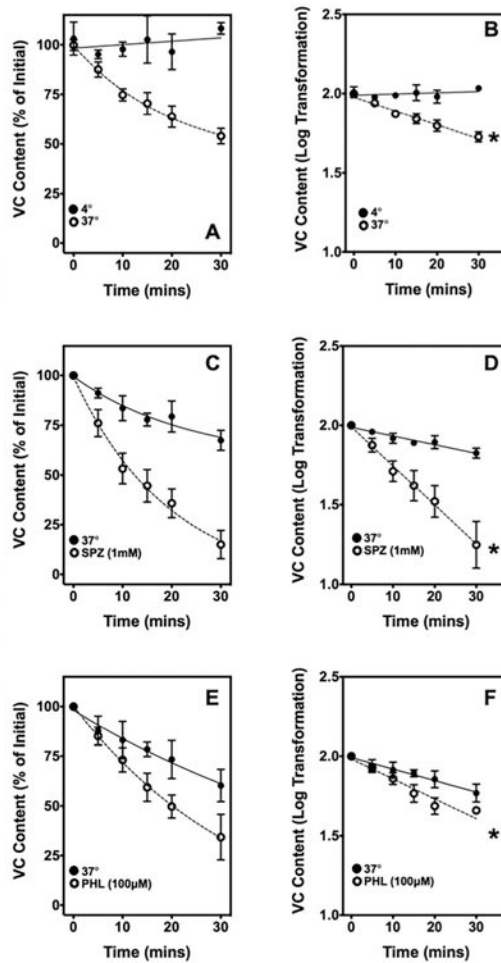 VC Content (% of Initial)
100
75
50
25
0
4°
37°
A
0
10
20
30
Time (mins)
VC Content (Log Transformation)
2.5
2.0
1.5
1.0
4°
37°
B
*
0
10
20
30
Time (mins)
VC Content (% of Initial)
100
75
50
25
0
37°
SPZ (1mM)
C
0
10
20
30
Time (mins)
VC Content (Log Transformation)
2.5
2.0
1.5
1.0
37°
SPZ (1mM)
D
*
0
10
20
30
Time (mins)
VC Content (% of Initial)
100
75
50
25
0
37°
PHL (100µM)
E
0
10
20
30
Time (mins)
VC Content (Log Transformation)
2.5
2.0
1.5
1.0
37°
PHL (100µM)
F
*
0
10
20
30
Time (mins)